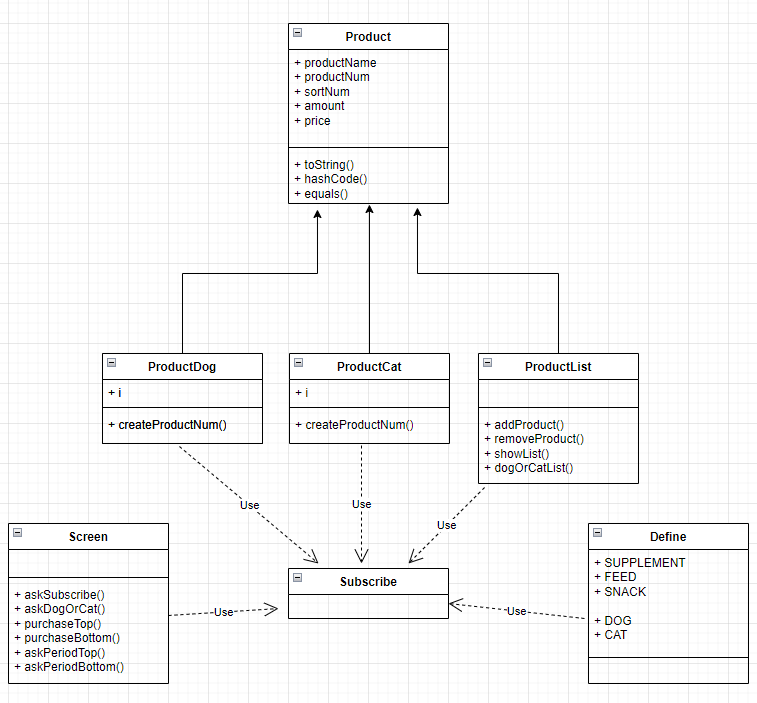 Product
+ productName
+ productNum
+ sortNum
+ amount
+ price
+ toString()
+ hashCode()
+ equals()
ProductDog
+ i
+ createProductNum()
ProductCat
+ i
+ createProductNum()
ProductList
+ addProduct()
+ removeProduct()
+ showList()
+ dogOrCatList()
Use
Use
Use
Screen
+ askSubscribe()
+ askDogOrCat()
+ purchaseTop()
+ purchaseBottom()
+ askPeriodTop()
+ askPeriodBottom()
Use
Subscribe
Use
Define
+ SUPPLEMENT
+ FEED
+ SNACK
+ DOG
+ CAT